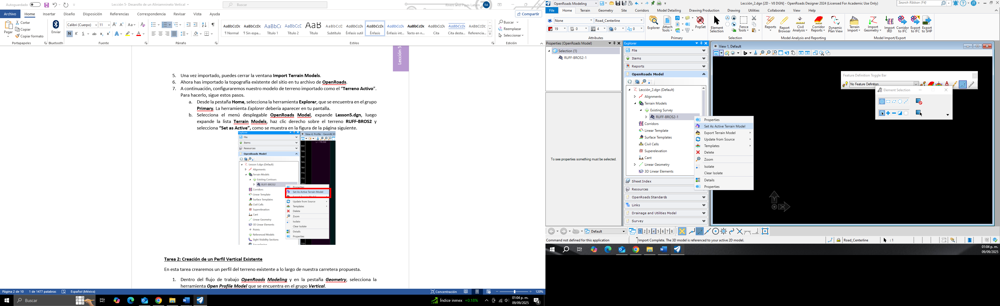 Autoguardado
Lección 5- Desarollo de un Aliniamnineto Vertical
Buscar
Rivers and Pipes Latam
RA
Archivo Home Insertar Diseño Disposición Referencias Correspondencia Revisar Vista Ayuda
Compartir
Pegar
Cortar
Copiar
Copiar formato
Portapapeles
Enviar
Bluetooth
Calibri (Cuerpo) 11
N K S
Fuente
Párrafo
AaBbCcDc AaBbCcDc AaBbCc AaBbCcD AaB AaBbCcD AaBbCcDc AaBbCcDc AaBbCcDc AaBbCcDc AaBbCcDc AaBbCcDc AaBbCcDc
¶ Normal ¶ Sin espa... Título 1 Título 2 Título Subtítulo Énfasis sutil Énfasis Énfasis int... Texto en n... Cita Cita desta... Referencia...
Estilos
Buscar
Reemplazar
Seleccionar
Edición
Lección 5
5. Una vez importado, puedes cerrar la ventana Import Terrain Models.
6. Ahora has importado la topografía existente del sitio en tu archivo de OpenRoads.
7. A continuación, configuraremos nuestro modelo de terreno importado como el “Terreno Activo”.
Para hacerlo, sigue estos pasos.
a. Desde la pestaña Home, selecciona la herramienta Explorer, que se encuentra en el grupo
Primary. La herramienta Explorer debería aparecer en tu pantalla.
b. Selecciona el menú desplegable OpenRoads Model, expande Lesson5.dgn, luego
expande la lista Terrain Models, haz clic derecho sobre el terreno RUFF-BROS2 y
selecciona “Set as Active”, como se muestra en la figura de la página siguiente.
Explorer
View 4, Profile - GeomBL30
File
Items
Resources
OpenRoads Model
Lesson 5.dgn (Default)
Alignments
Terrain Models
Existing Contours
RUFF-BROS2
Corridors
Linear Template
Surface Templates
Civil Cells
Superelevation
Cant
Linear Geometry
3D Linear Elements
Points
Referenced Models
Sight Visibility Sections
Aquaplaning
Properties
Set As Active Terrain Model
Export Terrain Model
Update from Source
Templates
Delete
Zoom
Isolate
Clear Isolate
Details
Properties
Tarea 2: Creación de un Perfil Vertical Existente
En esta tarea crearemos un perfil del terreno existente a lo largo de nuestra carretera propuesta.
1. Dentro del flujo de trabajo OpenRoads Modeling y en la pestaña Geometry, selecciona la
herramienta Open Profile Model que se encuentra en el grupo Vertical.
Página 2 de 10 1 de 1477 palabras Español (México)
Concentración
120%
Buscar
Índice inmex +0.18%
01:04 p. m.
09/09/2025
4
OpenRoads Modeling
Lección_2.dgn [2D - V8 DGN] - OpenRoads Designer 2024 (Licensed For Academic Use Only)
Search Ribbon (F4)
JT
File Home Terrain Geometry Site Corridors Model Detailing Drawing Production Drawing Utilities Collaborate View Help
None
Road_Centerline
19 0 4 0 0
Attributes
Explorer
Attach Tools
PopSet
Primary
Element Selection
Fence Tools
Selection
Reports
Report Browser
Civil Analysis
Corridor Reports
Dynamic Plan View
Model Analysis and Reporting
Terrain Import
Import Geometry
Import IRD
Corridor to IFC
Export to IFC
Export to SHP
Model Import/Export
Properties (OpenRoads Model)
Selection (1)
RUFF-BROS2-1
To see properties something must be selected.
Explorer
File
Items
Reports
OpenRoads Model
Lección_2.dgn (Default)
Alignments
Terrain Models
Existing Survey
RUFF-BROS2-1
Corridors
Linear Template
Surface Templates
Civil Cells
Superelevation
Cant
Linear Geometry
3D Linear Elements
Sheet Index
Resources
OpenRoads Standards
Links
Drainage and Utilities Model
Survey
Properties
Set As Active Terrain Model
Export Terrain Model
Update from Source
Templates
Delete
Zoom
Isolate
Clear Isolate
Details
Properties
View 1, Default
Feature Definition Toggle Bar
No Feature Definition
Element Selection
Y
X
Default
1 2 3 4 5 6 7 8
Command not defined for this application
Import Complete. The 3D model is referenced to your active 2D model.
Road_Centerline
: 1
01:04 p. m.
09/09/2025